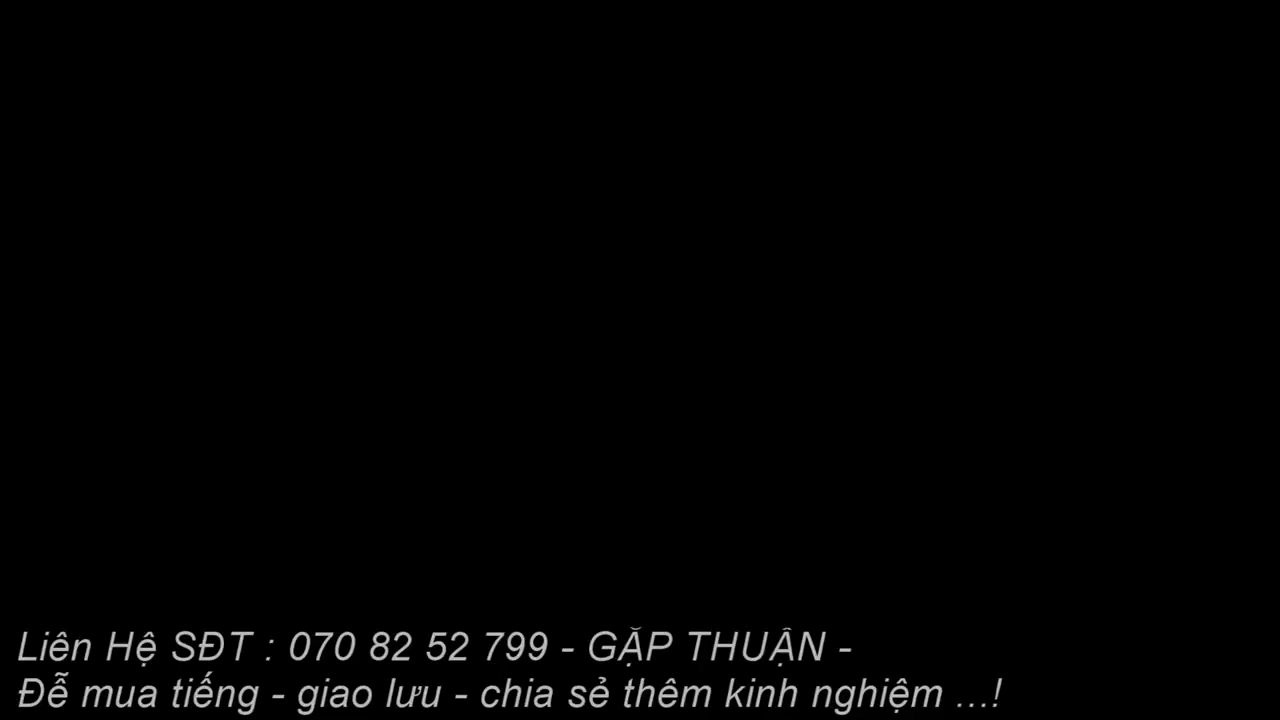 Liên Hệ SĐT : 070 82 52 799 - GẶP THUẬN -
Đễ mua tiếng - giao lưu - chia sẻ thêm kinh nghiệm ...!